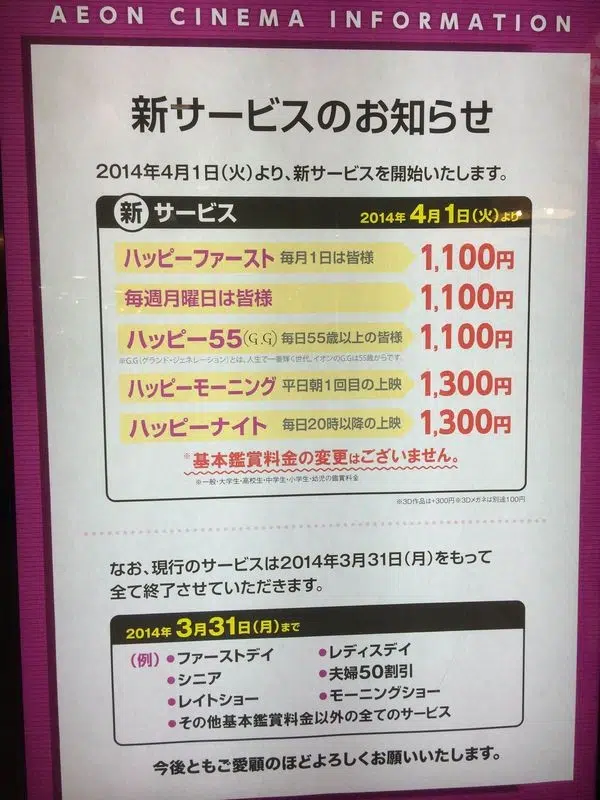 AEON CINEMA INFORMATION
新サービスのお知らせ
2014年4月1日(火)より、新サービスを開始いたします。
新 サービス 2014年 4月1日(火)より
ハッピーファースト 毎月1日は皆様 1,100円
毎週月曜日は皆様 1,100円
ハッピー55(G.G) 毎日55歳以上の皆様 1,100円
※G.G(グランド・ジェネレーション)とは、人生で一番輝く世代。イオンのG.Gは55歳からです。
ハッピーモーニング 平日朝1回目の上映 1,300円
ハッピーナイト 毎日20時以降の上映 1,300円
※基本鑑賞料金の変更はございません。
※一般・大学生・高校生・中学生・小学生・幼児の鑑賞料金
※3D作品は+300円※3Dメガネは別途100円
なお、現行のサービスは2014年3月31日(月)をもって
全て終了させていただきます。
2014年 3月31日(月)まで
(例) ●ファーストデイ ●レディスデイ
●シニア ●夫婦50割引
●レイトショー ●モーニングショー
●その他基本鑑賞料金以外の全てのサービス
今後ともご愛顧のほどよろしくお願いいたします。